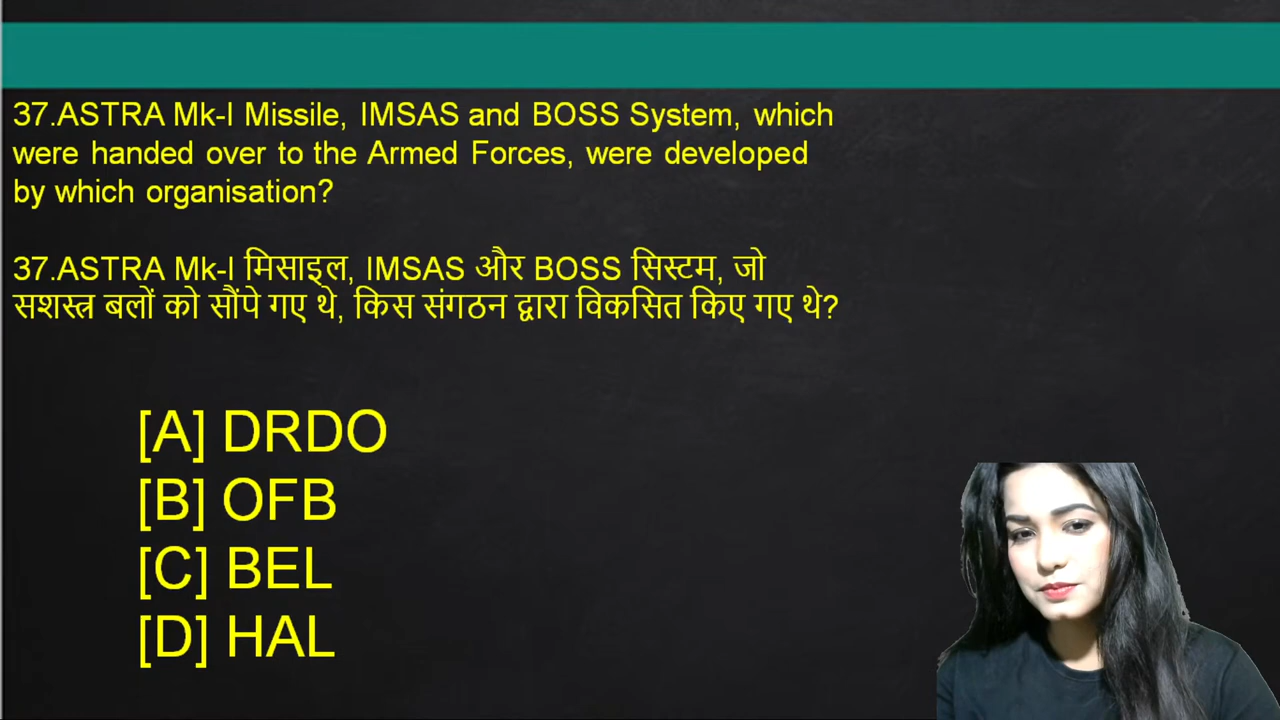 37.ASTRA Mk-I Missile, IMSAS and BOSS System, which
were handed over to the Armed Forces, were developed
by which organisation?
37.ASTRA Mk-I मिसाइल, IMSAS और BOSS सिस्टम, जो
सशस्त्र बलों को सौंपे गए थे, किस संगठन द्वारा विकसित किए गए थे?
[A] DRDO
[B] OFB
[C] BEL
[D] HAL